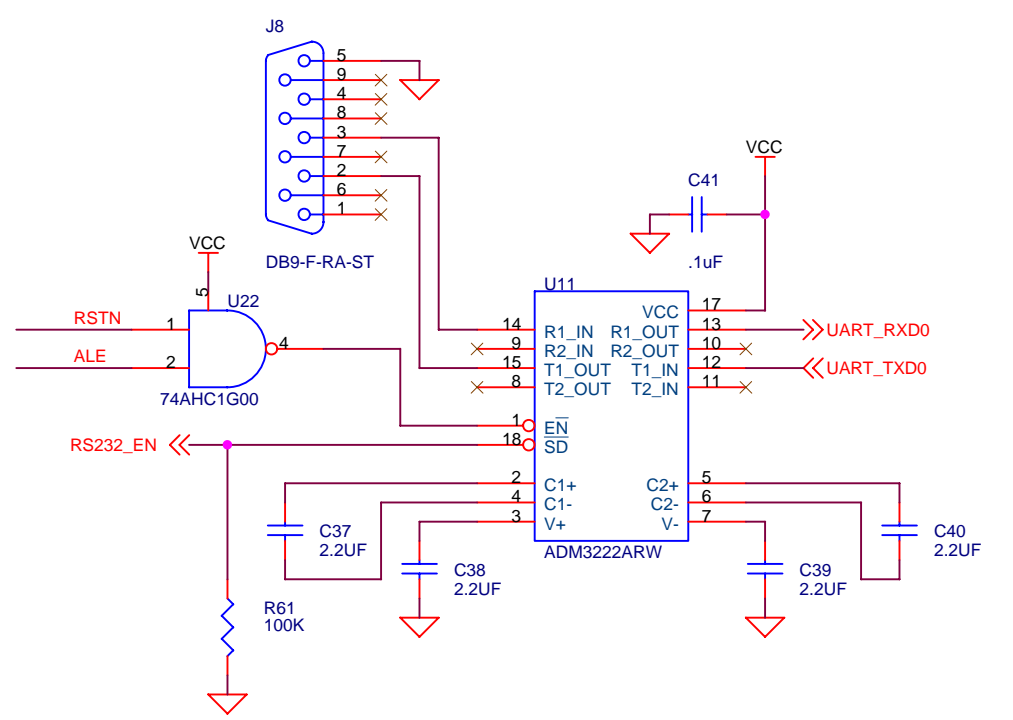 J8
5
9
4
8
3
7
2
6
1
DB9-F-RA-ST
VCC
C41
.1uF
VCC
5
U22
RSTN
1
ALE
2
4
74AHC1G00
U11
14
R1_IN
9
R2_IN
15
T1_OUT
8
T2_OUT
1
EN
18
SD
2
C1+
4
C1-
3
V+
VCC
17
R1_OUT
13
R2_OUT
10
T1_IN
12
T2_IN
11
C2+
5
C2-
6
V-
7
ADM3222ARW
UART_RXD0
UART_TXD0
RS232_EN
C37
2.2UF
C38
2.2UF
C39
2.2UF
C40
2.2UF
R61
100K